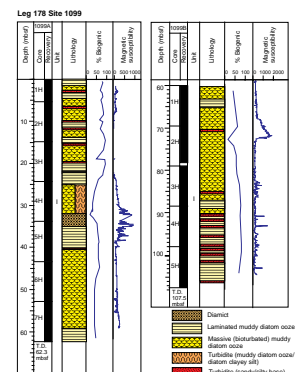 Leg 178 Site 1099
1099A
Depth (mbsf)
Core
Recovery
Unit
Lithology
% Biogenic
Magnetic susceptibility
0 50 100
0 500 1000
10
20
30
40
50
60
1H
2H
3H
4H
5H
6H
7H
I
T.D. 62.3 mbsf
1099B
Depth (mbsf)
Core
Recovery
Unit
Lithology
% Biogenic
Magnetic susceptibility
0 50 100
0 1000 2000
60
70
80
90
100
1H
2H
3H
4H
5H
I
T.D. 107.5 mbsf
Diamict
Laminated muddy diatom ooze
Massive (bioturbated) muddy
diatom ooze
Turbidite (muddy diatom ooze/
diatom clayey silt)